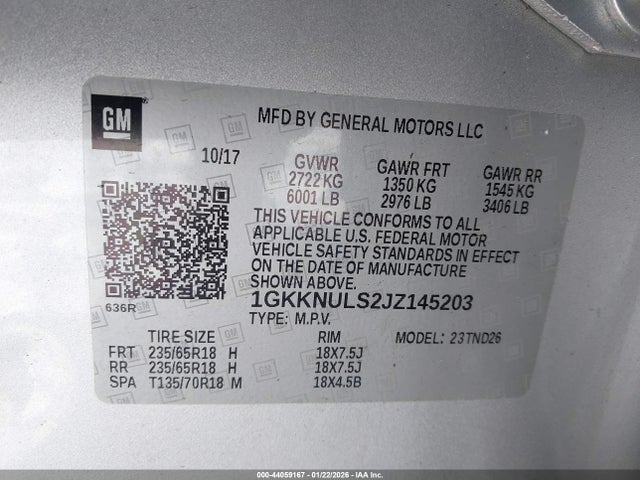 GM
MFD BY GENERAL MOTORS LLC
10/17
GVWR GAWR FRT GAWR RR
2722 KG 1350 KG 1545 KG
6001 LB 2976 LB 3406 LB
THIS VEHICLE CONFORMS TO ALL
APPLICABLE U.S. FEDERAL MOTOR
VEHICLE SAFETY STANDARDS IN EFFECT
ON THE DATE OF MANUFACTURE
SHOWN ABOVE.
636R
1GKKNULS2JZ145203
TYPE: M.P.V.
TIRE SIZE RIM MODEL: 23TND26
FRT 235/65R18 H 18X7.5J
RR 235/65R18 H 18X7.5J
SPA T135/70R18 M 18X4.5B
000-44059167 - 01/22/2026 - IAA Inc.